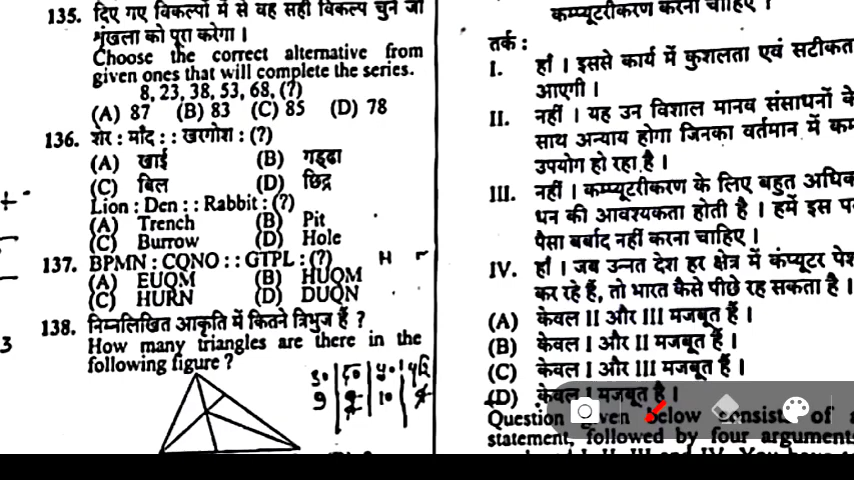 135. दिए गए विकल्पों में से वह सही विकल्प चुनें जो
शृंखला को पूरा करेगा ।
Choose the correct alternative from
given ones that will complete the series.
8, 23, 38, 53, 68, (?)
(A) 87 (B) 83 (C) 85 (D) 78
136. शेर : माँद : : खरगोश : (?)
(A) खाई (B) गड्ढा
(C) बिल (D) छिद्र
Lion : Den : : Rabbit : (?)
(A) Trench (B) Pit
(C) Burrow (D) Hole
137. BPMN : CQNO : : GTPL : (?) H
(A) EUQM (B) HUQM
(C) HURN (D) DUQN
138. निम्नलिखित आकृति में कितने त्रिभुज हैं ?
How many triangles are there in the
following figure ?
3
9 10
कम्प्यूटरीकरण करना चाहिए ।
तर्क :
I. हाँ । इससे कार्य में कुशलता एवं सटीकता
आएगी ।
II. नहीं । यह उन विशाल मानव संसाधनों के
साथ अन्याय होगा जिनका वर्तमान में कम
उपयोग हो रहा है ।
III. नहीं । कम्प्यूटरीकरण के लिए बहुत अधिक
धन की आवश्यकता होती है । हमें इस पर
पैसा बर्बाद नहीं करना चाहिए ।
IV. हाँ । जब उन्नत देश हर क्षेत्र में कंप्यूटर पेश
कर रहे हैं, तो भारत कैसे पीछे रह सकता है ।
(A) केवल II और III मजबूत हैं ।
(B) केवल I और II मजबूत हैं ।
(C) केवल I और III मजबूत हैं ।
(D) केवल I मजबूत है ।
Question given below consists of a
statement, followed by four arguments